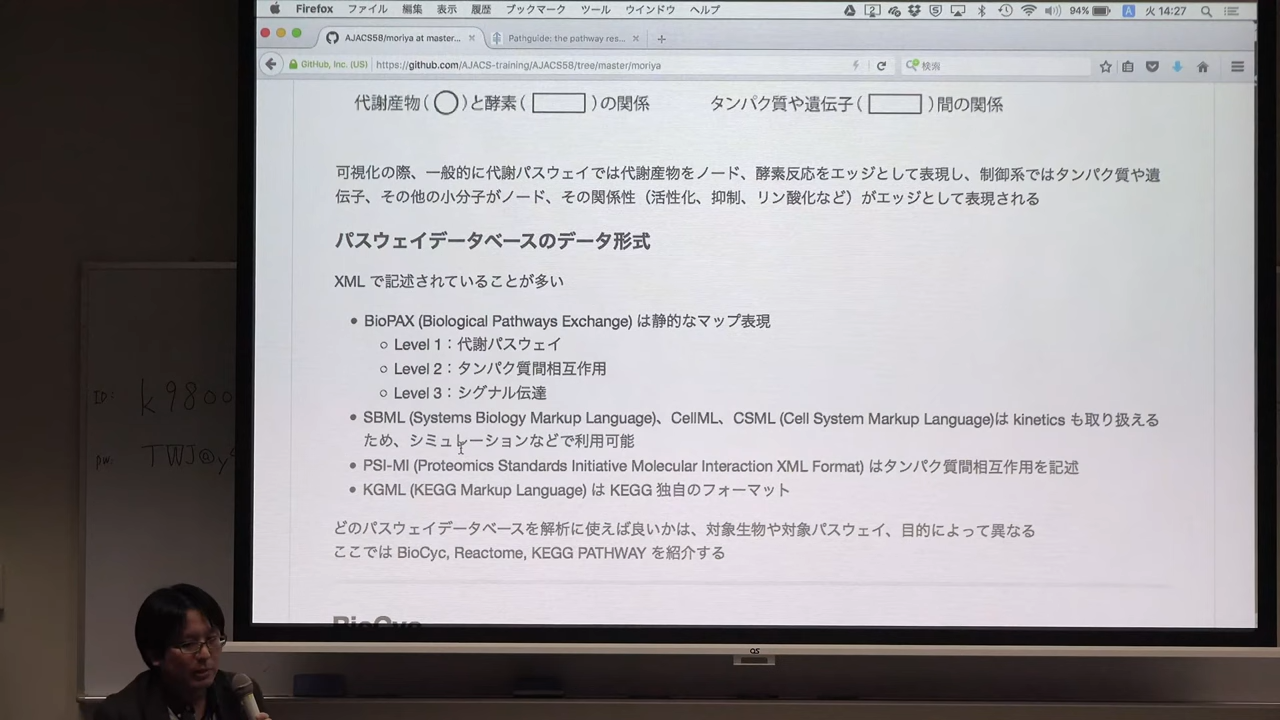 Firefox ファイル 編集 表示 履歴 ブックマーク ツール ウインドウ ヘルプ 94% A 火 14:27
AJACS58/moriya at master... × Pathguide: the pathway res... × +
GitHub, Inc. (US) https://github.com/AJACS-training/AJACS58/tree/master/moriya 検索
代謝産物(○)と酵素(□)の関係 タンパク質や遺伝子(□)間の関係
可視化の際、一般的に代謝パスウェイでは代謝産物をノード、酵素反応をエッジとして表現し、制御系ではタンパク質や遺
伝子、その他の小分子がノード、その関係性（活性化、抑制、リン酸化など）がエッジとして表現される
パスウェイデータベースのデータ形式
XML で記述されていることが多い
• BioPAX (Biological Pathways Exchange) は静的なマップ表現
○ Level 1：代謝パスウェイ
○ Level 2：タンパク質間相互作用
○ Level 3：シグナル伝達
• SBML (Systems Biology Markup Language)、CellML、CSML (Cell System Markup Language)は kinetics も取り扱える
ため、シミュレーションなどで利用可能
• PSI-MI (Proteomics Standards Initiative Molecular Interaction XML Format) はタンパク質間相互作用を記述
• KGML (KEGG Markup Language) は KEGG 独自のフォーマット
どのパスウェイデータベースを解析に使えば良いかは、対象生物や対象パスウェイ、目的によって異なる
ここでは BioCyc, Reactome, KEGG PATHWAY を紹介する
BioCyc
ID: k9800
pw: TWJ@y